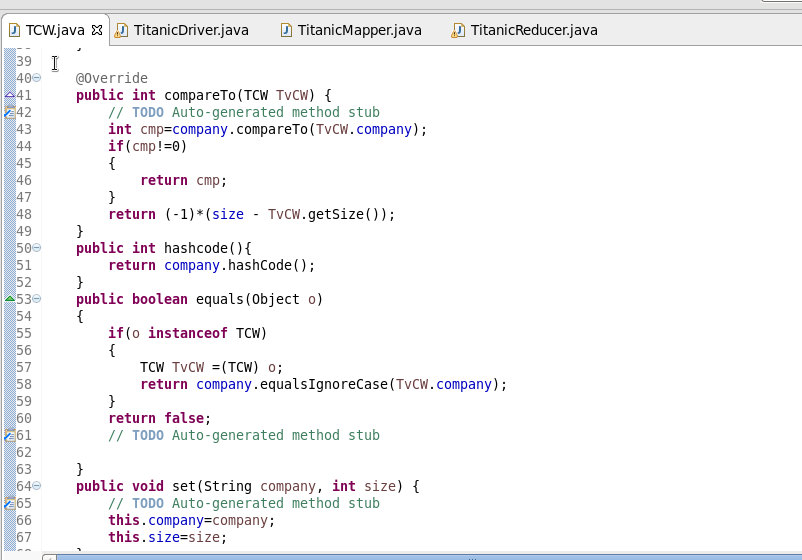 TCW.java TitanicDriver.java TitanicMapper.java TitanicReducer.java
39
40 @Override
41 public int compareTo(TCW TvCW) {
42 // TODO Auto-generated method stub
43 int cmp=company.compareTo(TvCW.company);
44 if(cmp!=0)
45 {
46 return cmp;
47 }
48 return (-1)*(size - TvCW.getSize());
49 }
50 public int hashcode(){
51 return company.hashCode();
52 }
53 public boolean equals(Object o)
54 {
55 if(o instanceof TCW)
56 {
57 TCW TvCW =(TCW) o;
58 return company.equalsIgnoreCase(TvCW.company);
59 }
60 return false;
61 // TODO Auto-generated method stub
62
63 }
64 public void set(String company, int size) {
65 // TODO Auto-generated method stub
66 this.company=company;
67 this.size=size;